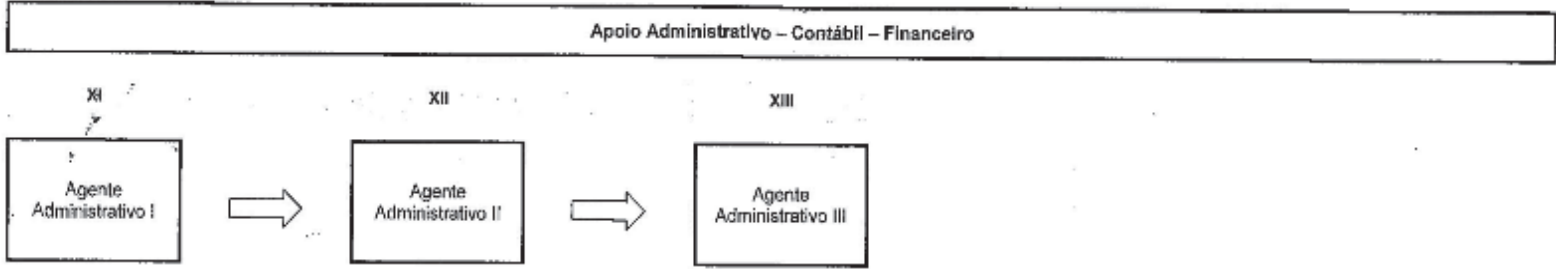 Apoio Administrativo – Contábil – Financeiro
XI
XII
XIII
Agente
Administrativo I
Agente
Administrativo II
Agente
Administrativo III